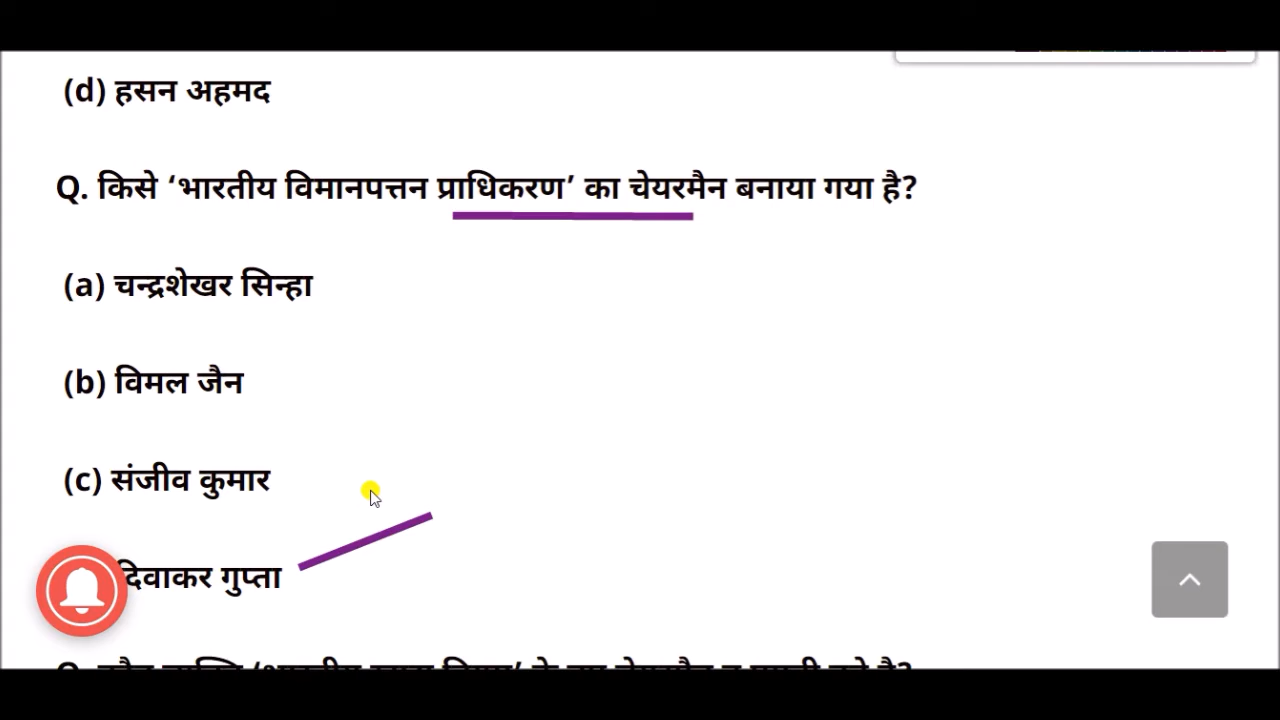 (d) हसन अहमद
Q. किसे ‘भारतीय विमानपत्तन प्राधिकरण’ का चेयरमैन बनाया गया है?
(a) चन्द्रशेखर सिन्हा
(b) विमल जैन
(c) संजीव कुमार
दिवाकर गुप्ता